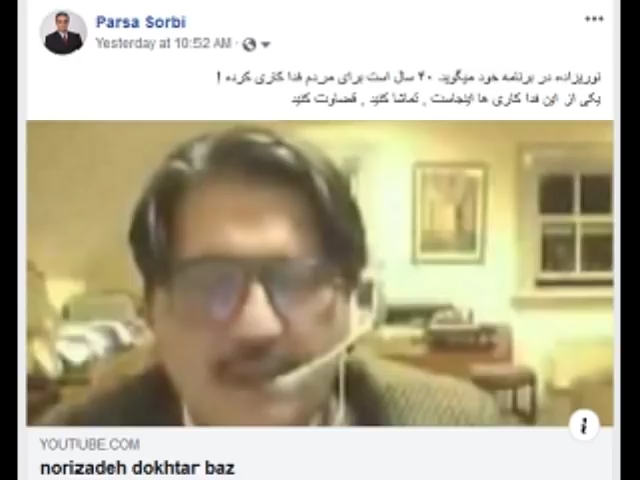 Parsa Sorbi
Yesterday at 10:52 AM ·
نوریزاده در برنامه خود میگوید ۴۰ سال است برای مردم فدا کاری کرده !
یکی از این فدا کاری ها اینجاست , تماشا کنید , قضاوت کنید
YOUTUBE.COM
norizadeh dokhtar baz